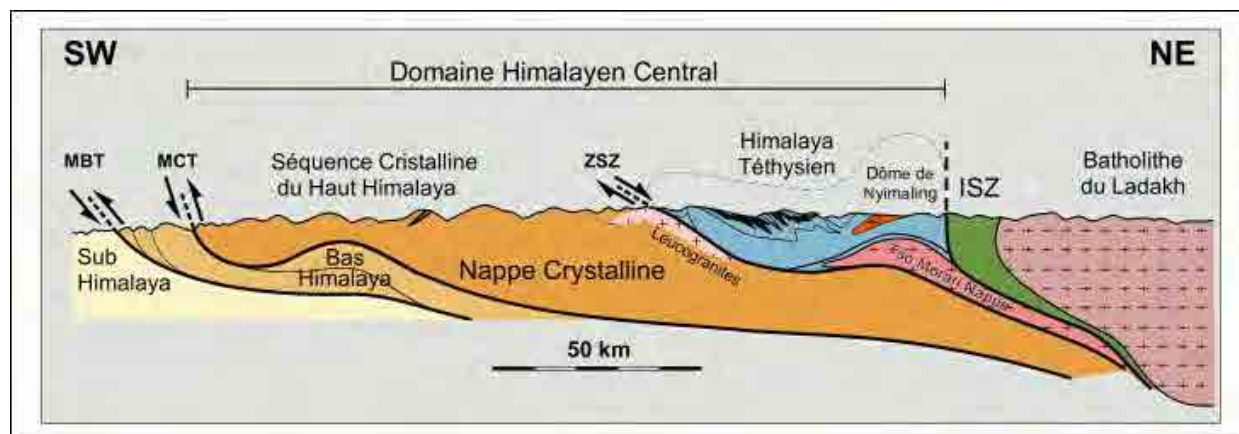 SW
NE
Domaine Himalayen Central
MBT
MCT
Séquence Cristalline
du Haut Himalaya
ZSZ
Himalaya
Téthysien
Dôme de
Nyimaling
ISZ
Batholithe
du Ladakh
Sub
Himalaya
Bas
Himalaya
Nappe Crystalline
Leucogranites
Tso Morari Nappe
50 km